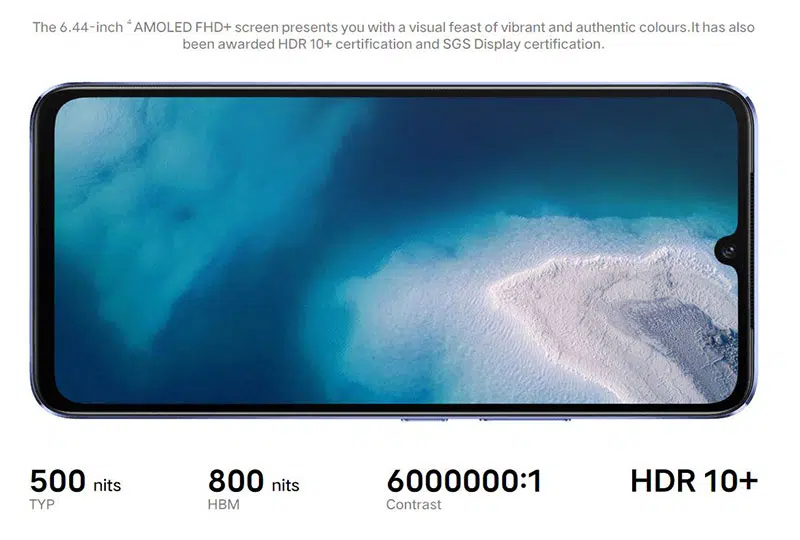 The 6.44-inch ⁴ AMOLED FHD+ screen presents you with a visual feast of vibrant and authentic colours.It has also
been awarded HDR 10+ certification and SGS Display certification.
500 nits
TYP
800 nits
HBM
6000000:1
Contrast
HDR 10+